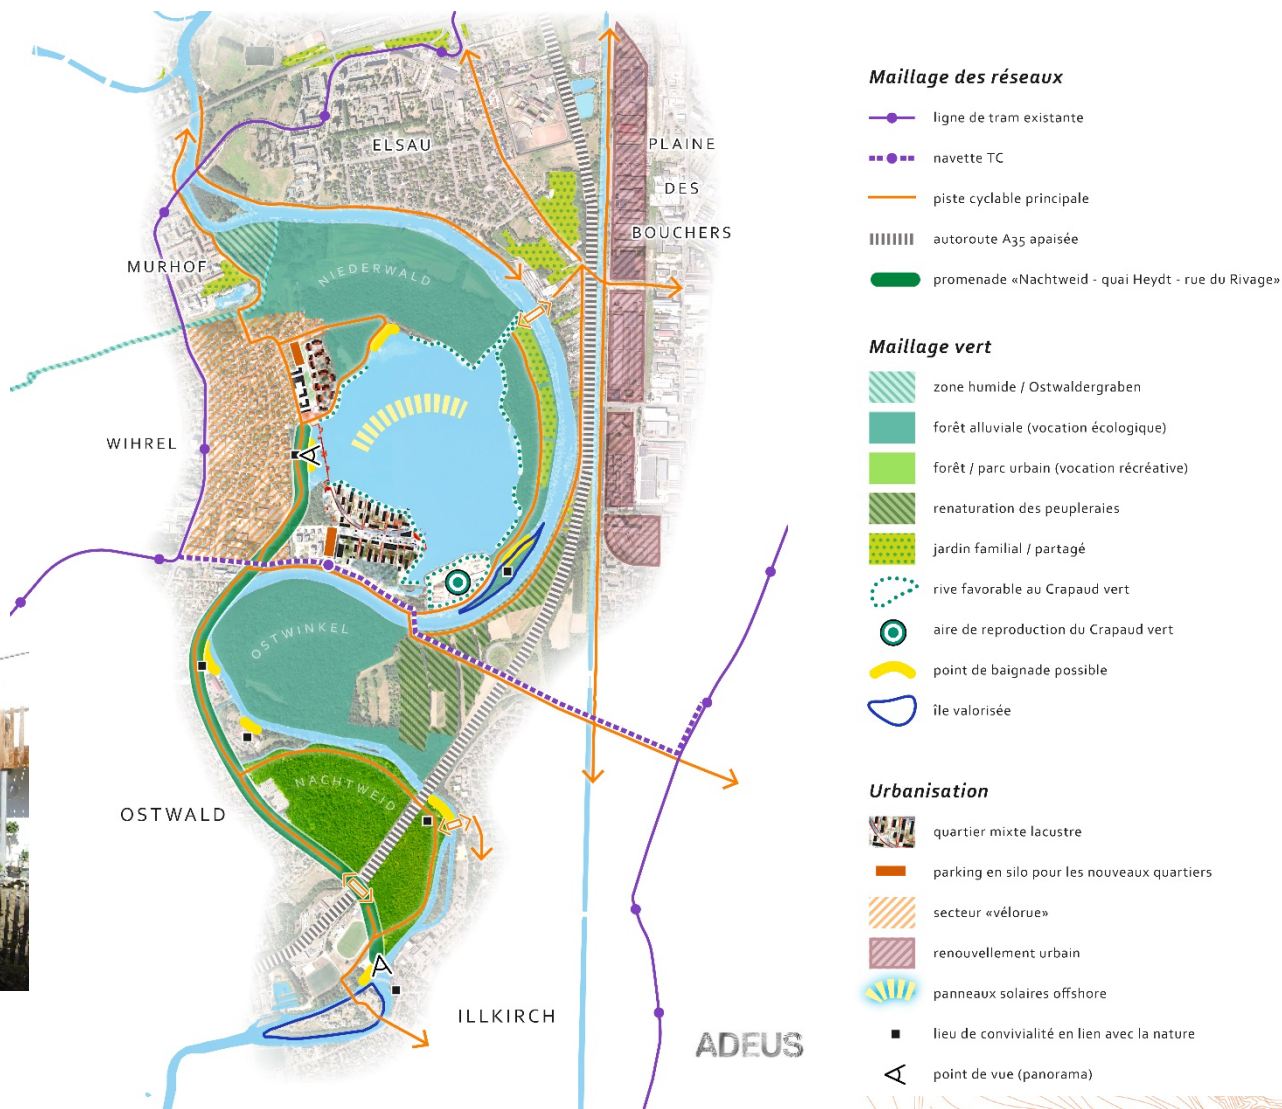 ELSAU
PLAINE
DES
BOUCHERS
MURHOF
NIEDERWALD
WIHREL
OSTWINKEL
NACHTWEID
OSTWALD
ILLKIRCH
ADEUS
Maillage des réseaux
ligne de tram existante
navette TC
piste cyclable principale
autoroute A35 apaisée
promenade «Nachtweid - quai Heydt - rue du Rivage»
Maillage vert
zone humide / Ostwaldergraben
forêt alluviale (vocation écologique)
forêt / parc urbain (vocation récréative)
renaturation des peupleraies
jardin familial / partagé
rive favorable au Crapaud vert
aire de reproduction du Crapaud vert
point de baignade possible
île valorisée
Urbanisation
quartier mixte lacustre
parking en silo pour les nouveaux quartiers
secteur «vélorue»
renouvellement urbain
panneaux solaires offshore
lieu de convivialité en lien avec la nature
point de vue (panorama)